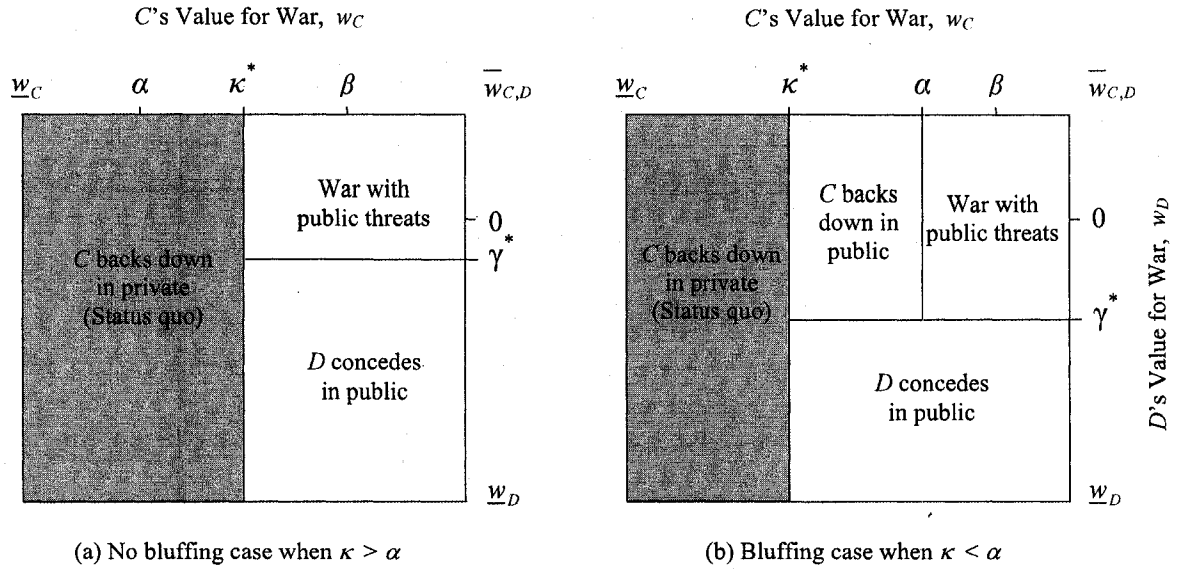 C's Value for War, w_C
w_C α κ* β w̅_C,D
War with
public threats
0
γ*
C backs down
in private
(Status quo)
D concedes
in public
w_D
(a) No bluffing case when κ > α
C's Value for War, w_C
w_C κ* α β w̅_C,D
C backs
down in
public
War with
public threats
0
C backs down
in private
(Status quo)
γ*
D concedes
in public
w_D
D's Value for War, w_D
(b) Bluffing case when κ < α